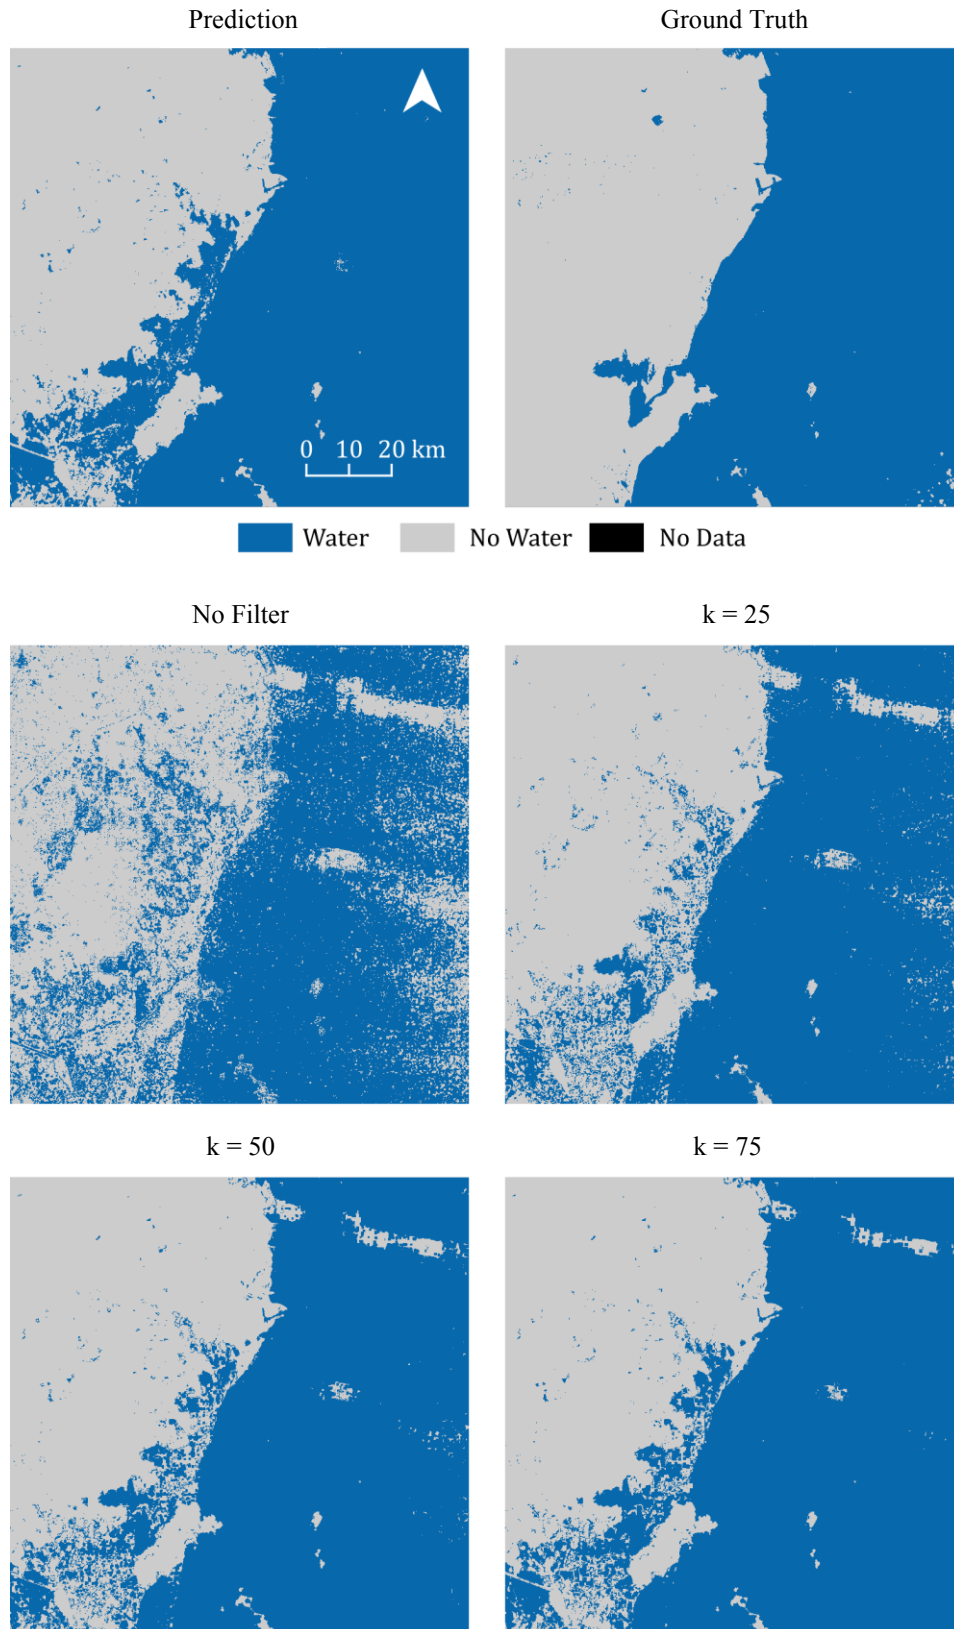 Prediction
Ground Truth
0 10 20 km
Water No Water No Data
No Filter
k = 25
k = 50
k = 75